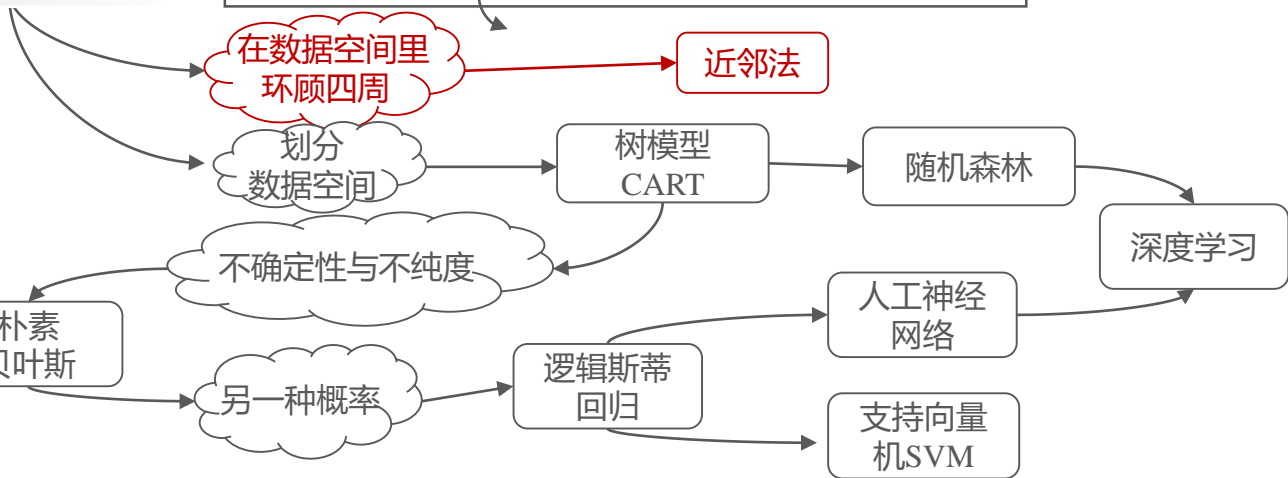 在数据空间里
环顾四周
近邻法
划分
数据空间
树模型
CART
随机森林
深度学习
不确定性与不纯度
朴素
贝叶斯
另一种概率
逻辑斯蒂
回归
人工神经
网络
支持向量
机SVM